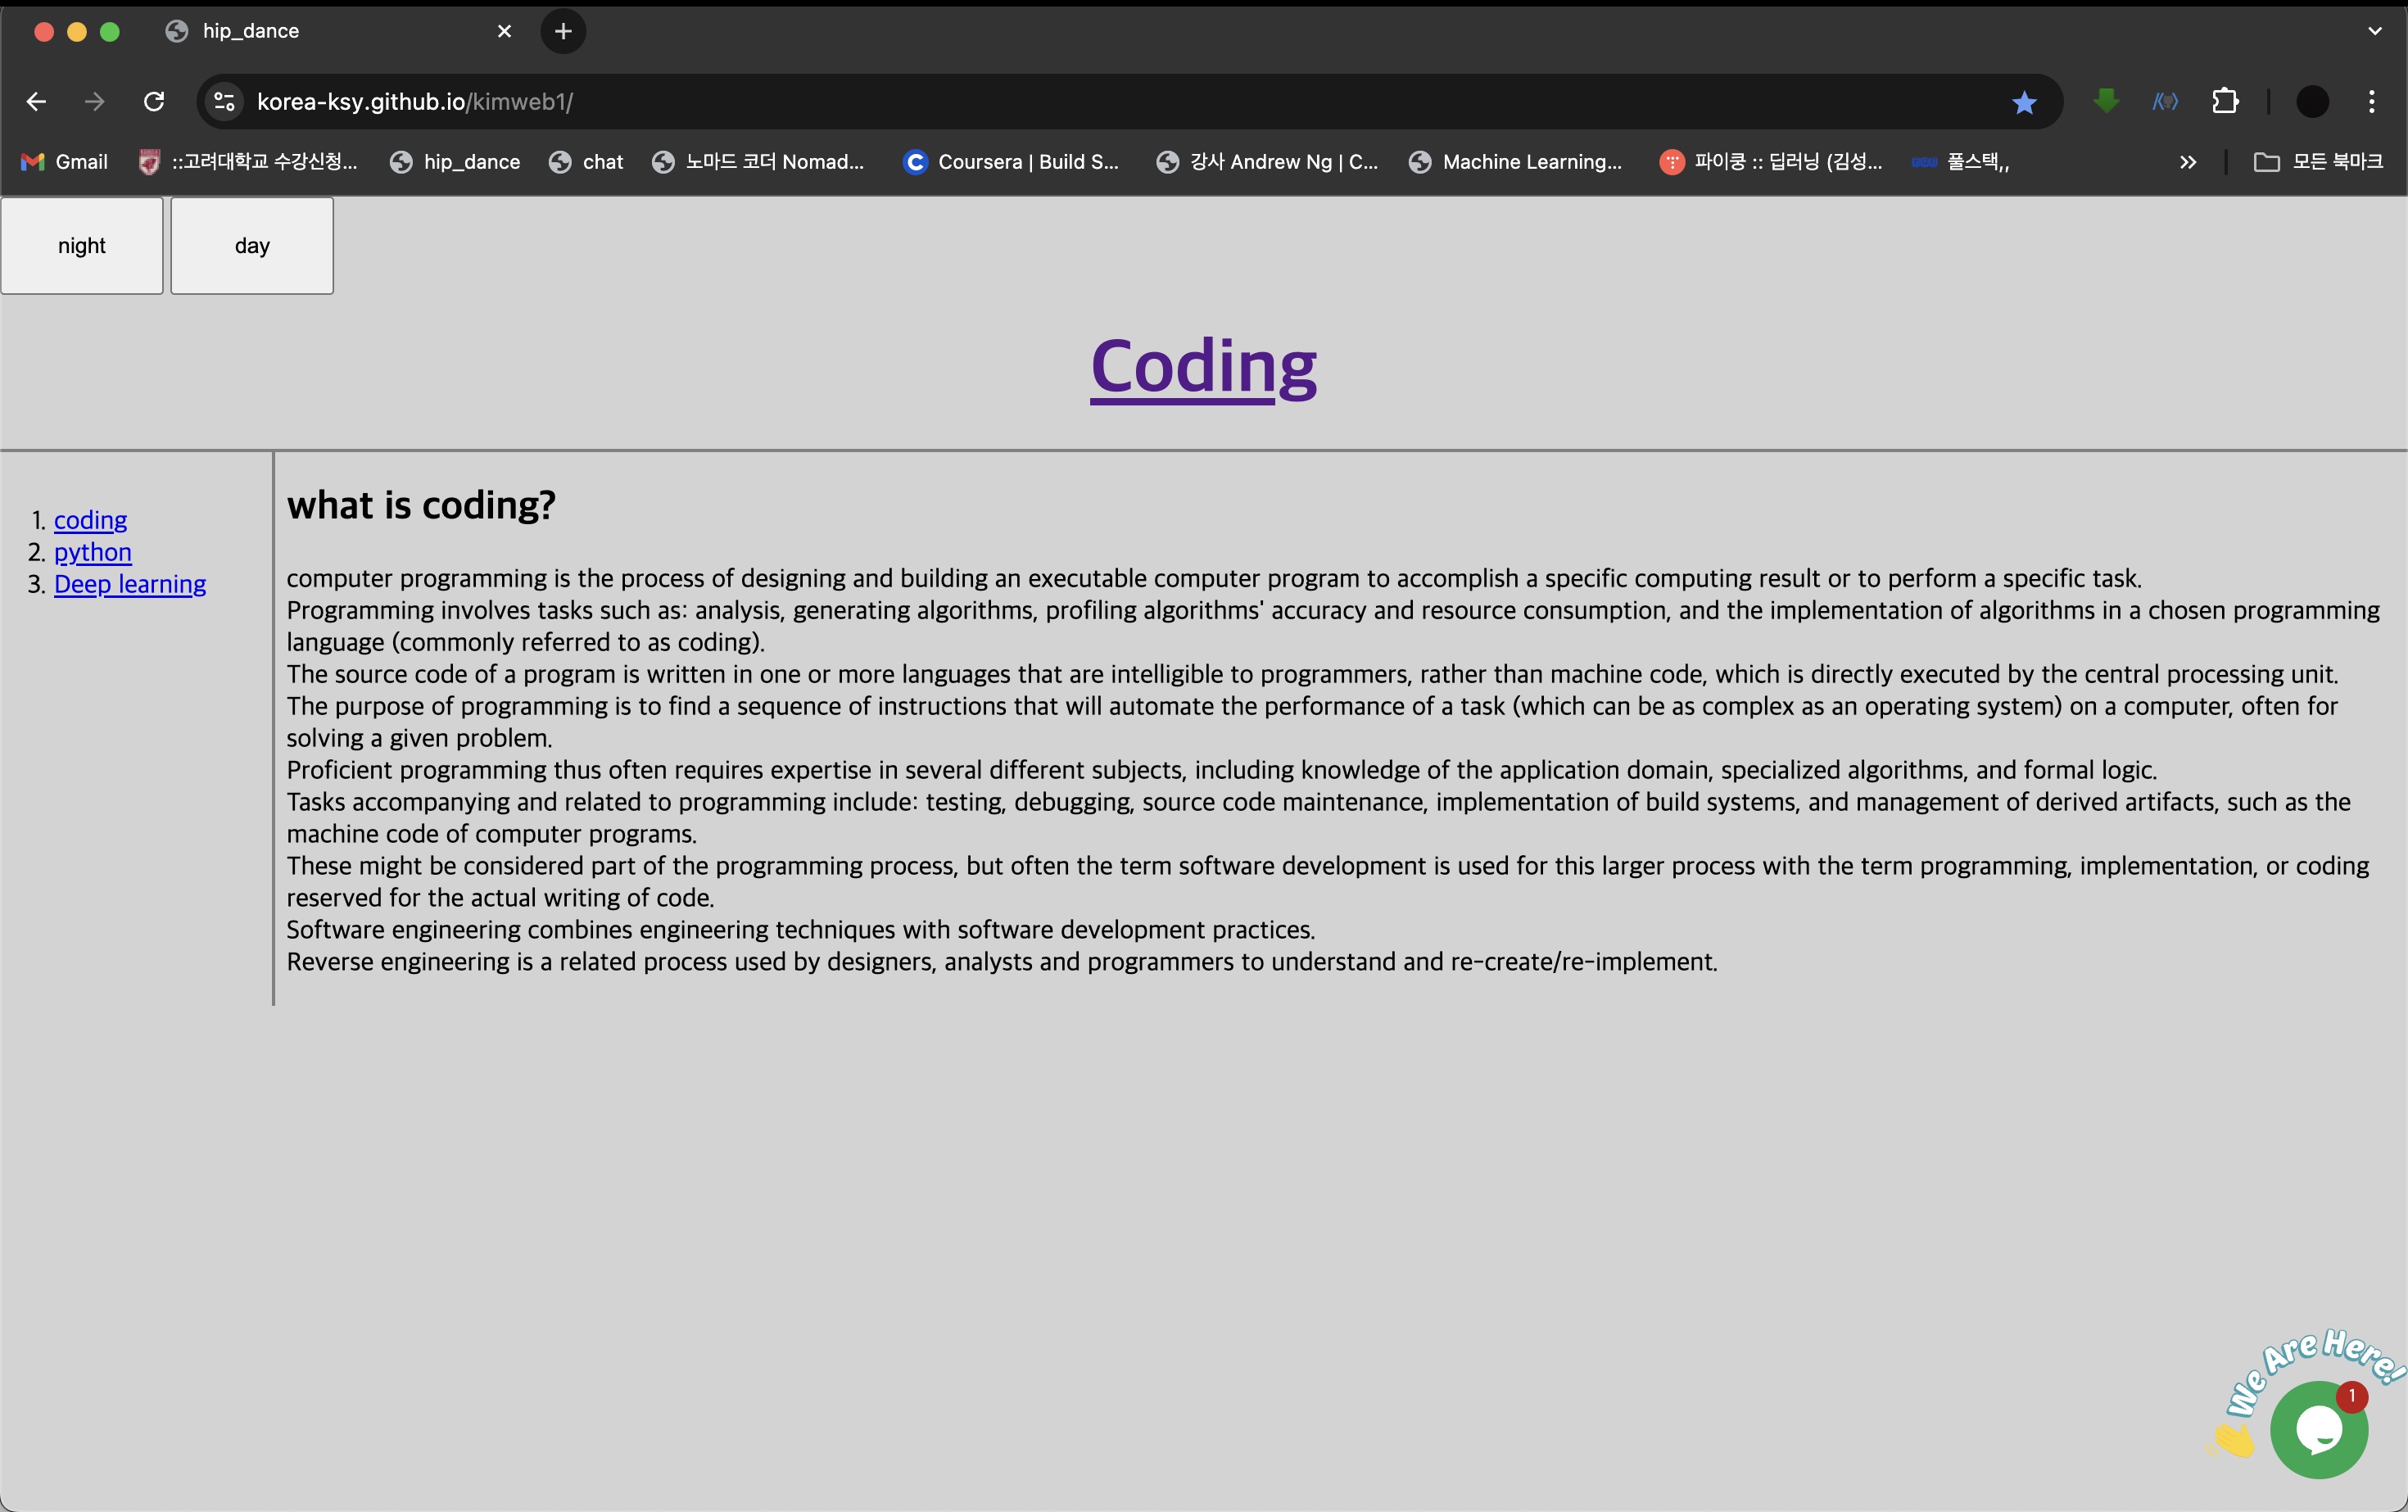 hip_dance
korea-ksy.github.io/kimweb1/
Gmail ::고려대학교 수강신청... hip_dance chat 노마드 코더 Nomad... Coursera | Build S... 강사 Andrew Ng | C... Machine Learning... 파이쿵 :: 딥러닝 (김성... 풀스택,, 모든 북마크
night day
Coding
what is coding?
1. coding
2. python
3. Deep learning
computer programming is the process of designing and building an executable computer program to accomplish a specific computing result or to perform a specific task.
Programming involves tasks such as: analysis, generating algorithms, profiling algorithms' accuracy and resource consumption, and the implementation of algorithms in a chosen programming
language (commonly referred to as coding).
The source code of a program is written in one or more languages that are intelligible to programmers, rather than machine code, which is directly executed by the central processing unit.
The purpose of programming is to find a sequence of instructions that will automate the performance of a task (which can be as complex as an operating system) on a computer, often for
solving a given problem.
Proficient programming thus often requires expertise in several different subjects, including knowledge of the application domain, specialized algorithms, and formal logic.
Tasks accompanying and related to programming include: testing, debugging, source code maintenance, implementation of build systems, and management of derived artifacts, such as the
machine code of computer programs.
These might be considered part of the programming process, but often the term software development is used for this larger process with the term programming, implementation, or coding
reserved for the actual writing of code.
Software engineering combines engineering techniques with software development practices.
Reverse engineering is a related process used by designers, analysts and programmers to understand and re-create/re-implement.
We Are Here!
1